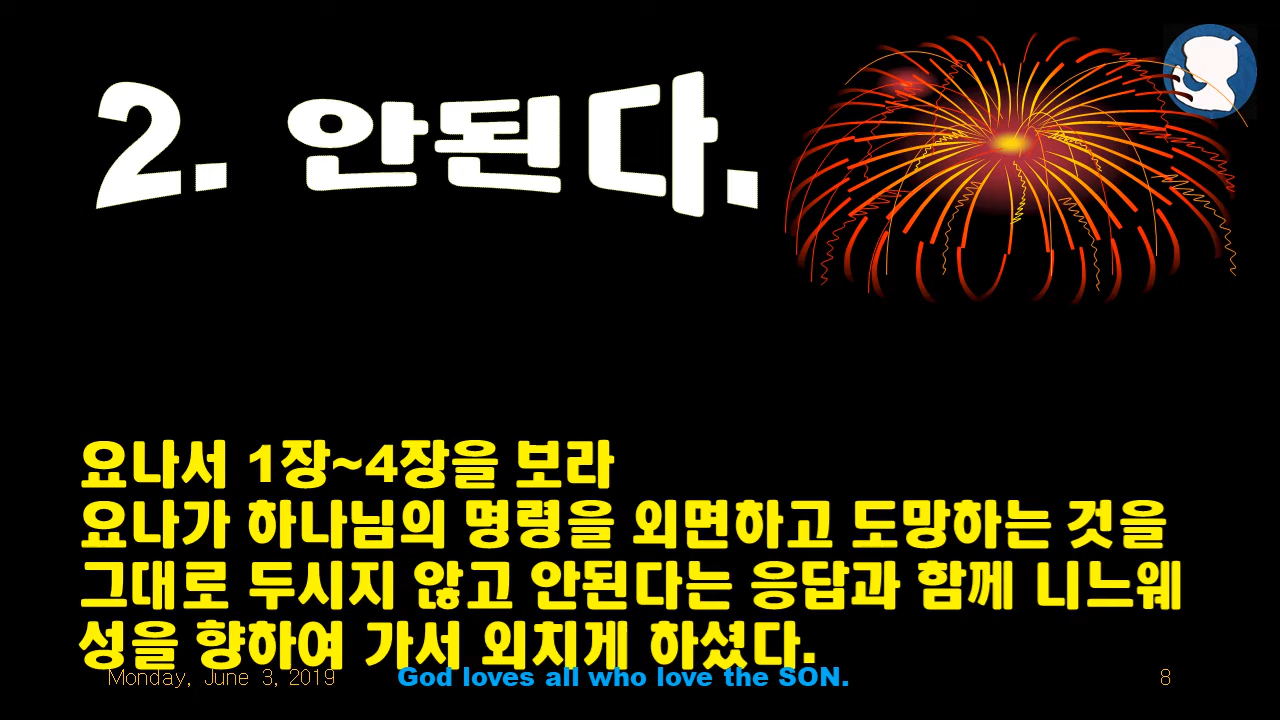 2. 안된다.
요나서 1장~4장을 보라
요나가 하나님의 명령을 외면하고 도망하는 것을
그대로 두시지 않고 안된다는 응답과 함께 니느웨
성을 향하여 가서 외치게 하셨다.
Monday, June 3, 2019
God loves all who love the SON.
8